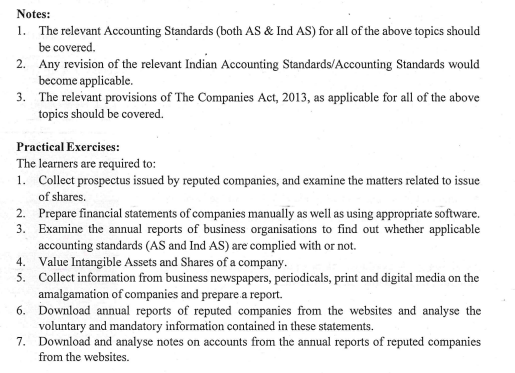 Notes:
1. The relevant Accounting Standards (both AS & Ind AS) for all of the above topics should
be covered.
2. Any revision of the relevant Indian Accounting Standards/Accounting Standards would
become applicable.
3. The relevant provisions of The Companies Act, 2013, as applicable for all of the above
topics should be covered.
Practical Exercises:
The learners are required to:
1. Collect prospectus issued by reputed companies, and examine the matters related to issue
of shares.
2. Prepare financial statements of companies manually as well as using appropriate software.
3. Examine the annual reports of business organisations to find out whether applicable
accounting standards (AS and Ind AS) are complied with or not.
4. Value Intangible Assets and Shares of a company.
5. Collect information from business newspapers, periodicals, print and digital media on the
amalgamation of companies and prepare a report.
6. Download annual reports of reputed companies from the websites and analyse the
voluntary and mandatory information contained in these statements.
7. Download and analyse notes on accounts from the annual reports of reputed companies
from the websites.